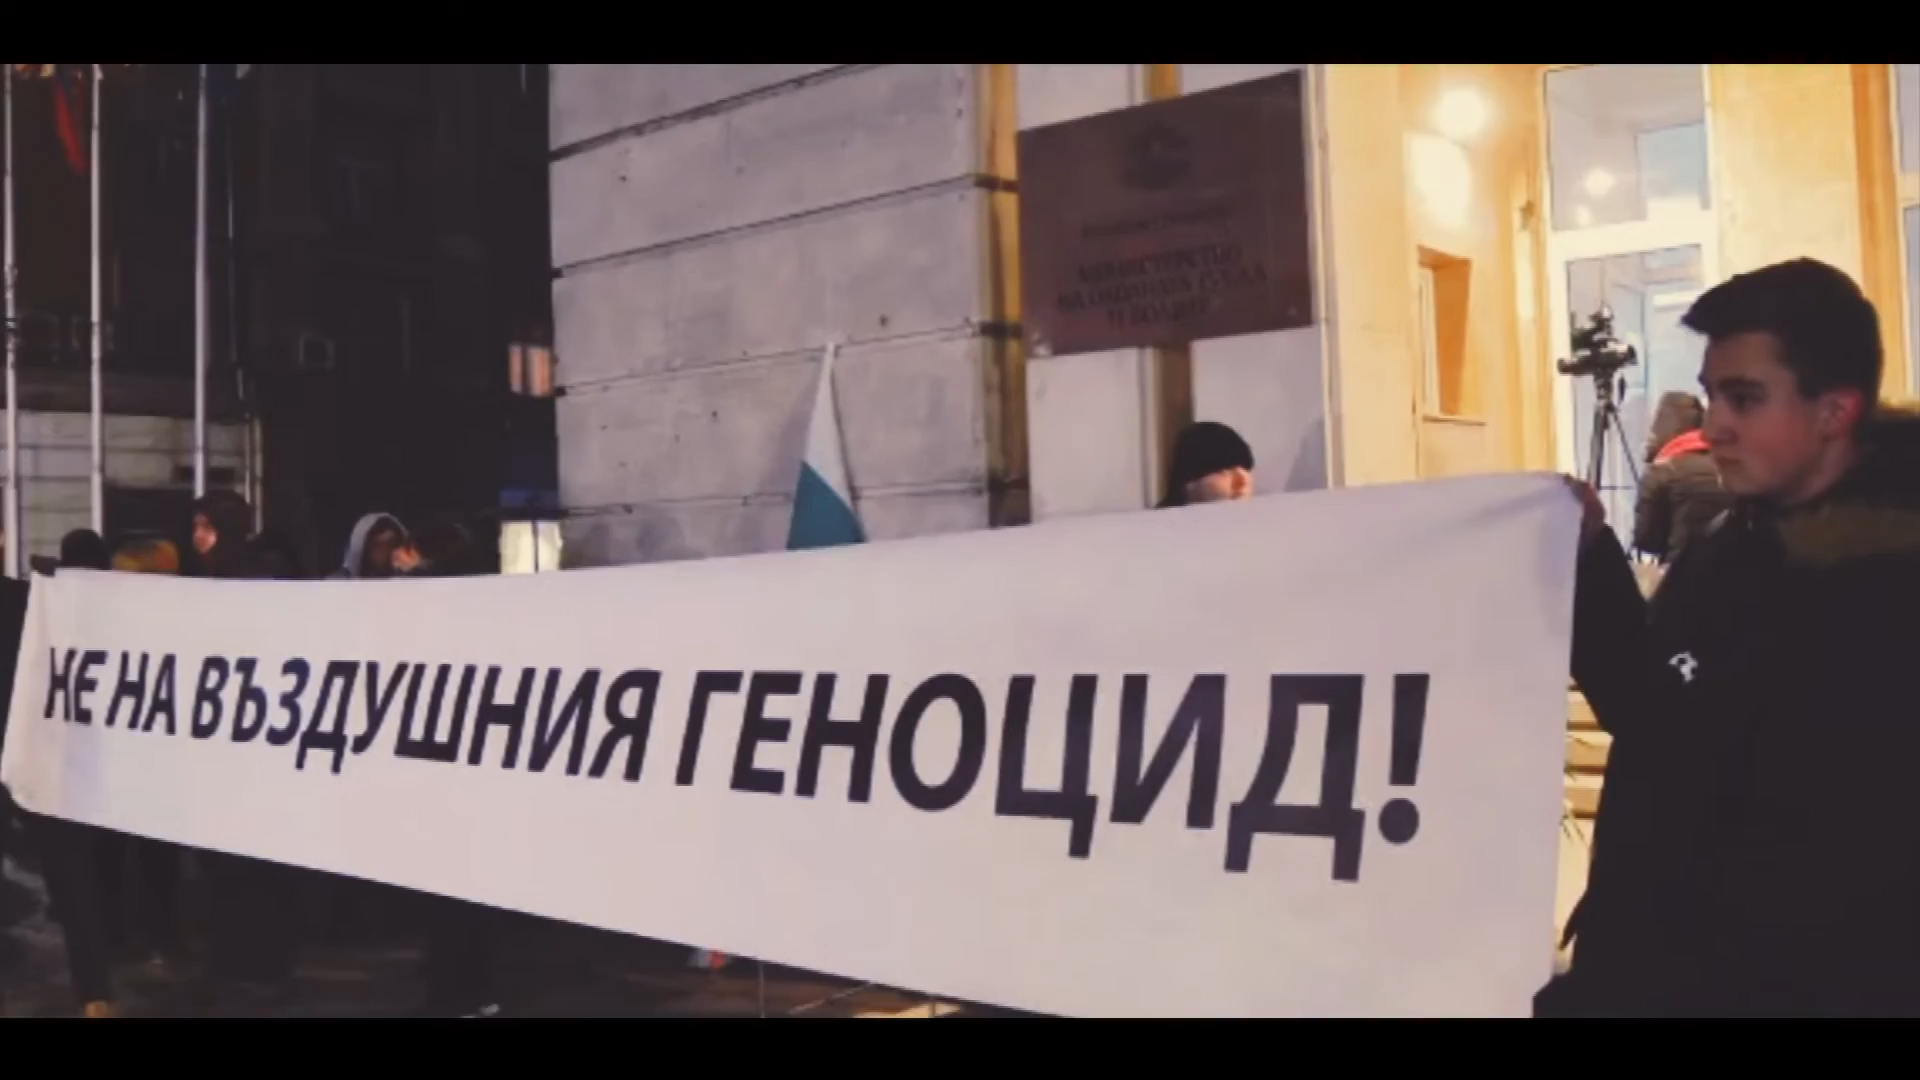 МИНИСТЕРСТВО
НА ОКОЛНАТА СРЕДА
И ВОДИТЕ
НЕ НА ВЪЗДУШНИЯ ГЕНОЦИД!